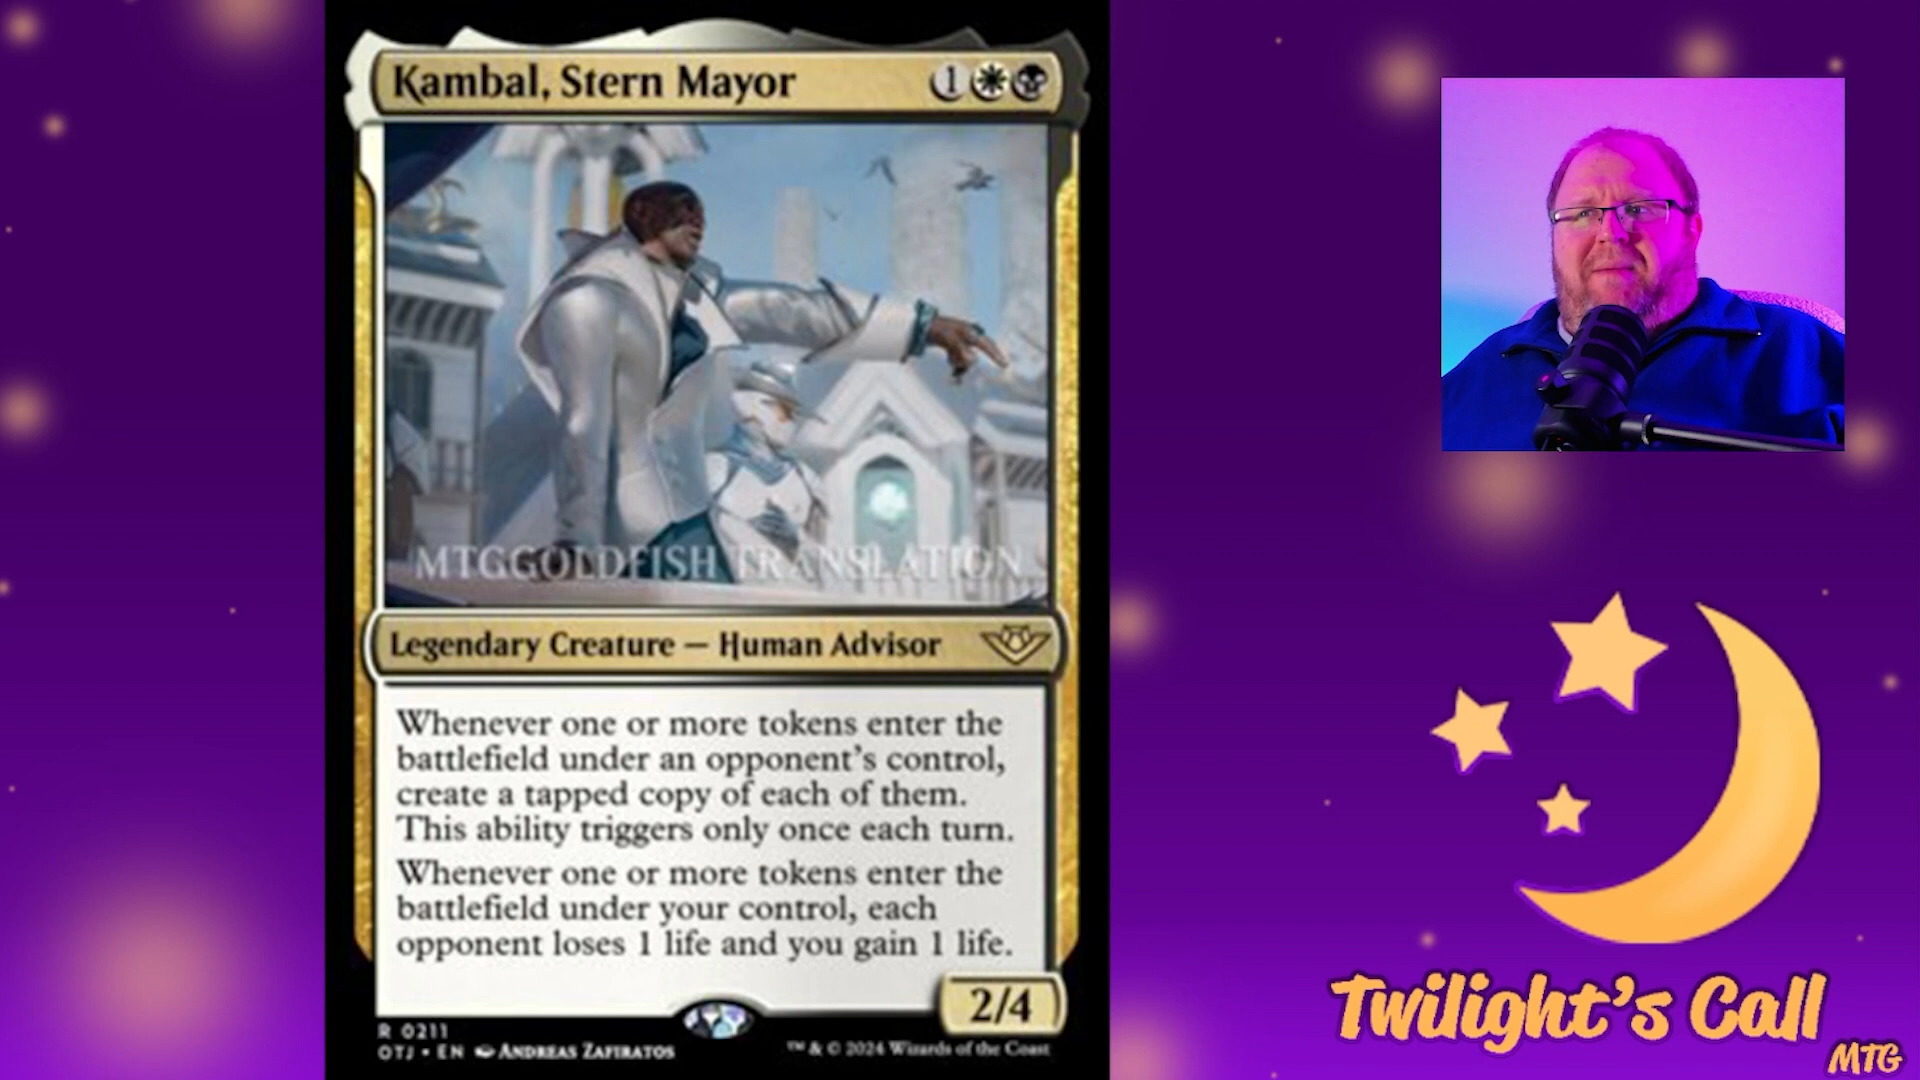 Kambal, Stern Mayor
1
MTGGOLDFISH TRANSLATION
Legendary Creature — Human Advisor
Whenever one or more tokens enter the
battlefield under an opponent's control,
create a tapped copy of each of them.
This ability triggers only once each turn.
Whenever one or more tokens enter the
battlefield under your control, each
opponent loses 1 life and you gain 1 life.
2/4
R 0211
OTJ • EN ANDREAS ZAFIRATOS
™ & © 2024 Wizards of the Coast
Twilight's Call
MTG